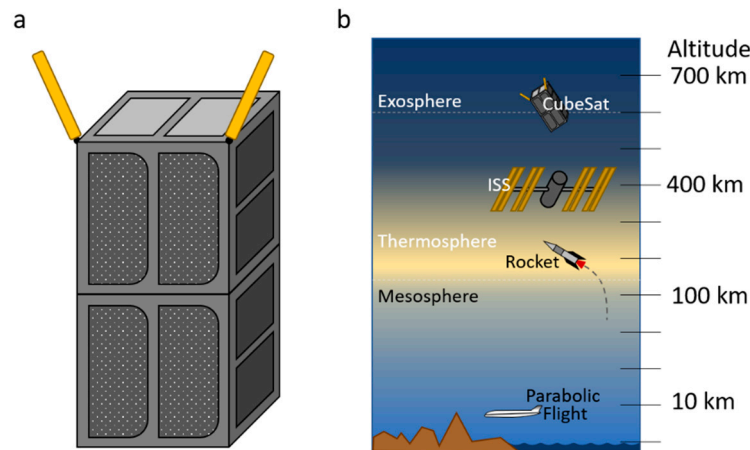 a
b
Altitude
700 km
Exosphere
CubeSat
ISS
400 km
Thermosphere
Rocket
Mesosphere
100 km
Parabolic
Flight
10 km